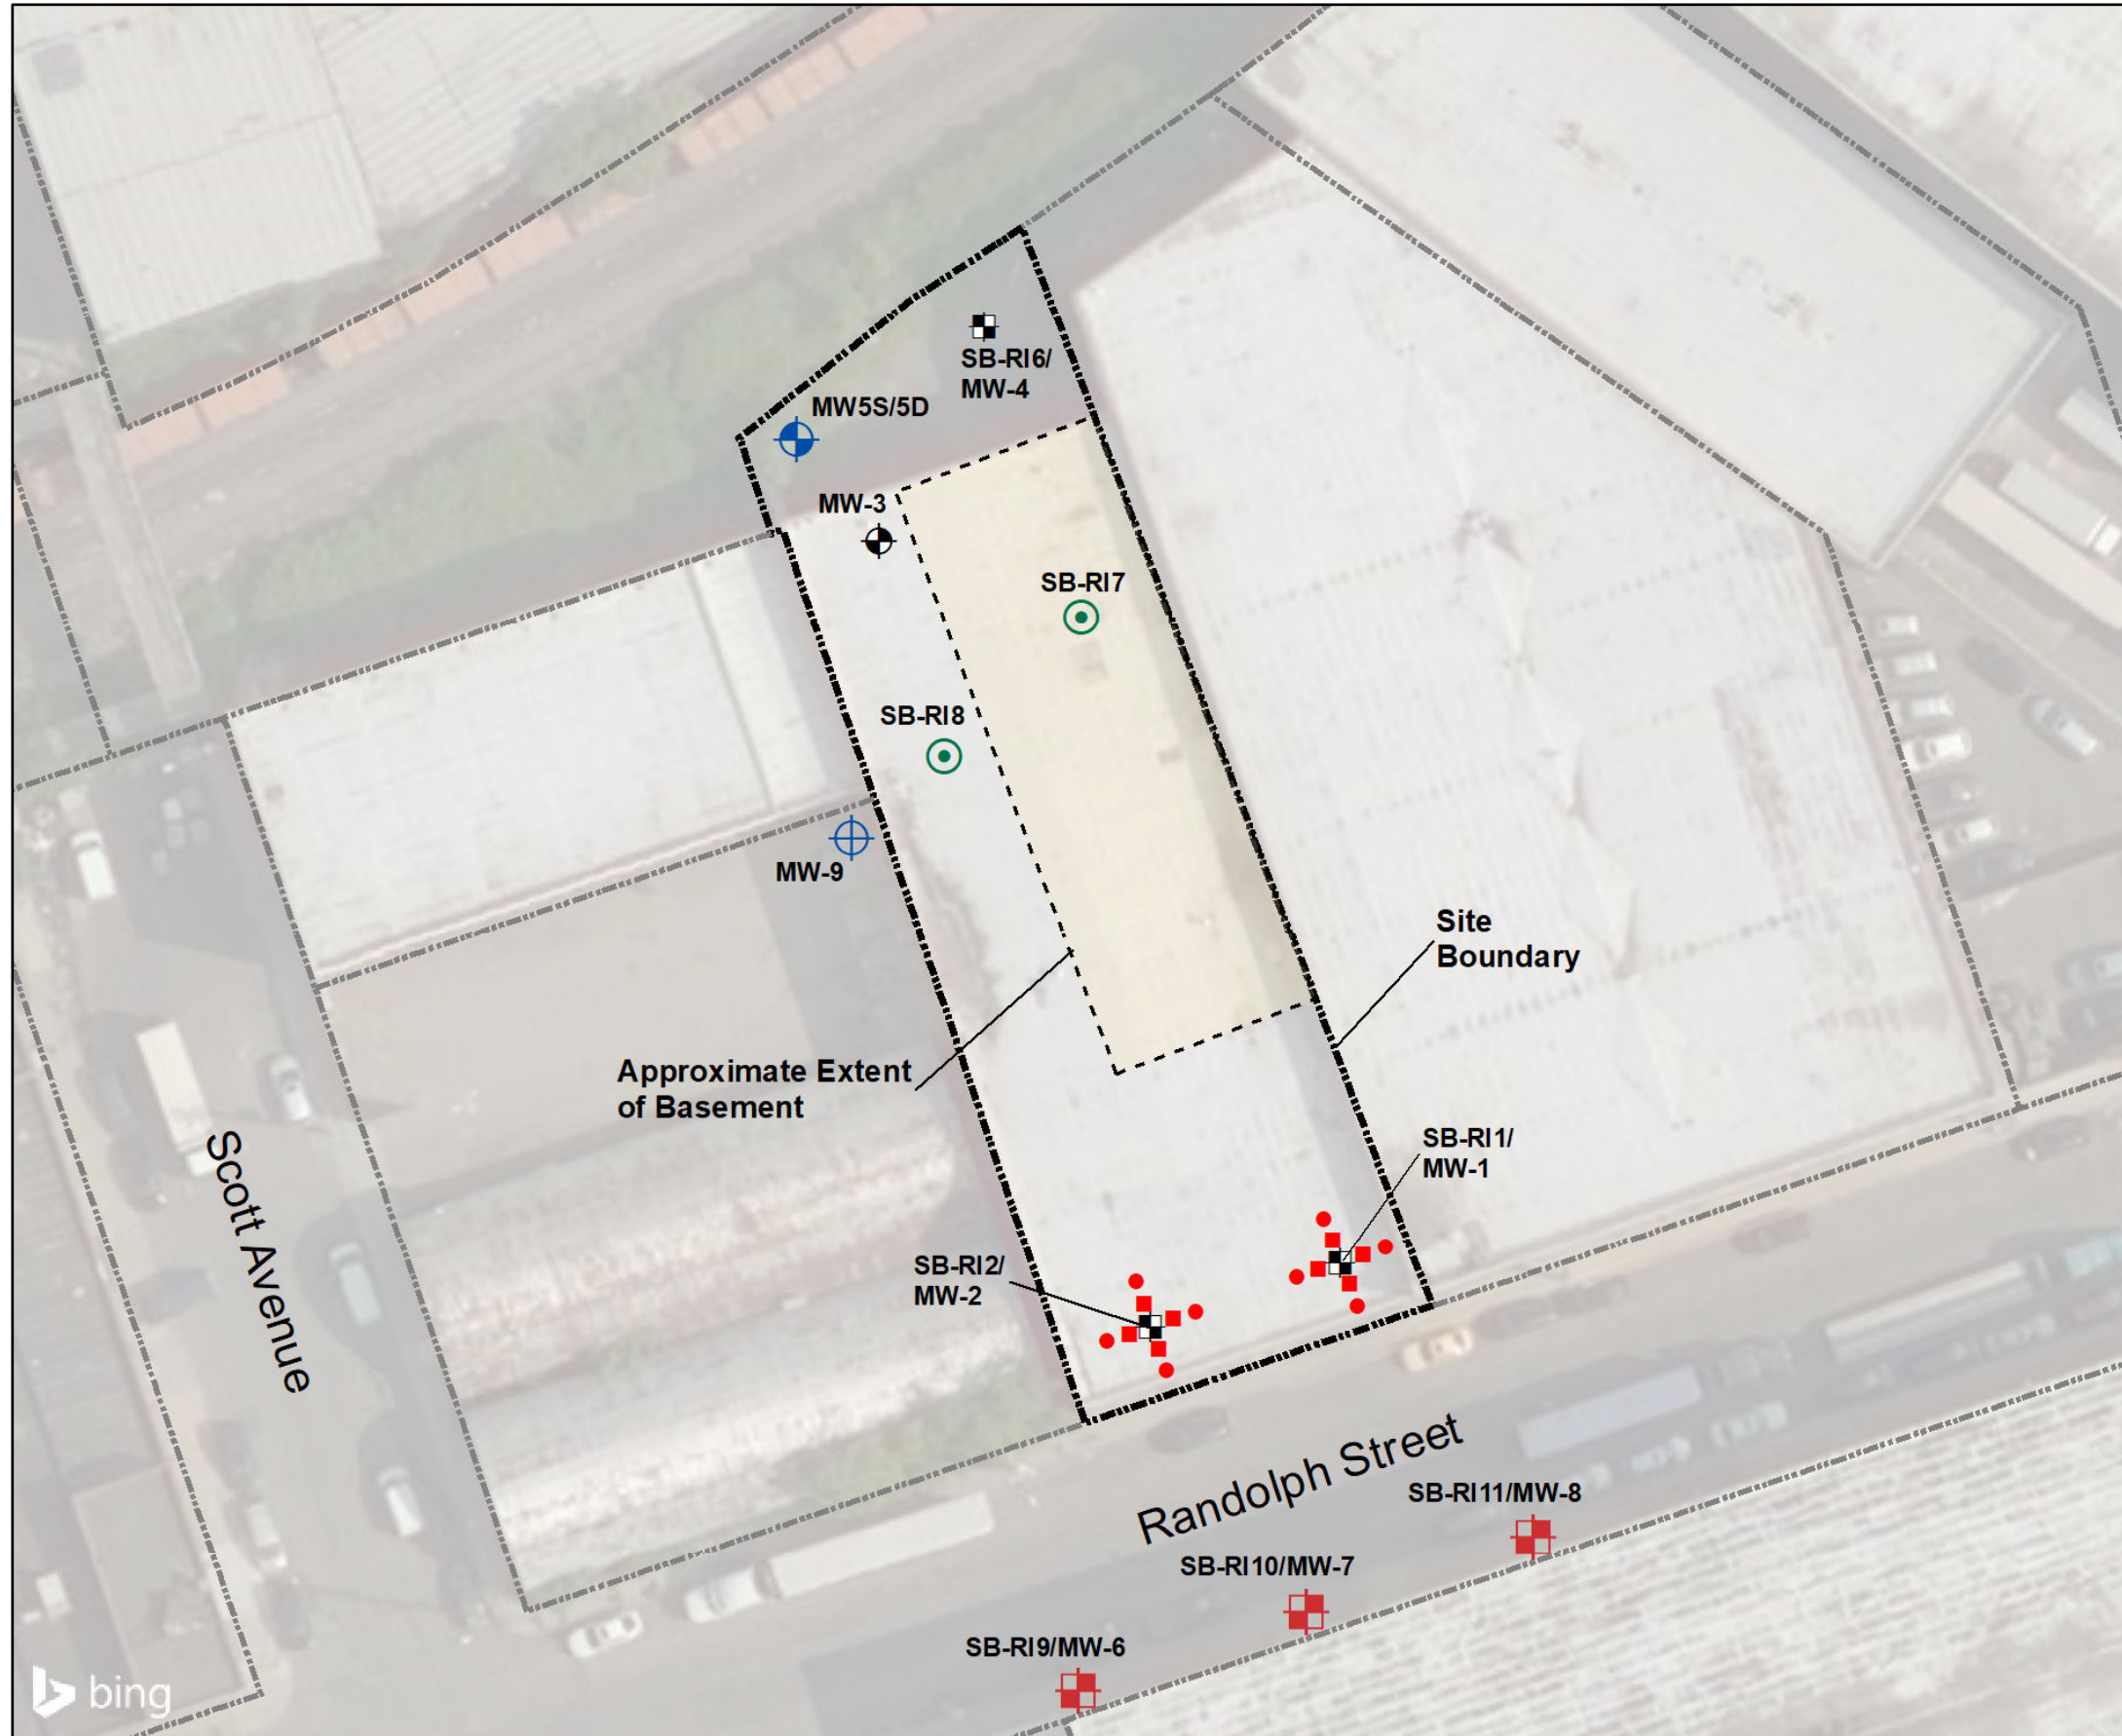 SB-RI6/
MW-4
MW5S/5D
MW-3
SB-RI7
SB-RI8
MW-9
Site
Boundary
Approximate Extent
of Basement
SB-RI1/
MW-1
Scott Avenue
SB-RI2/
MW-2
Randolph Street
SB-RI11/MW-8
SB-RI10/MW-7
SB-RI9/MW-6
bing